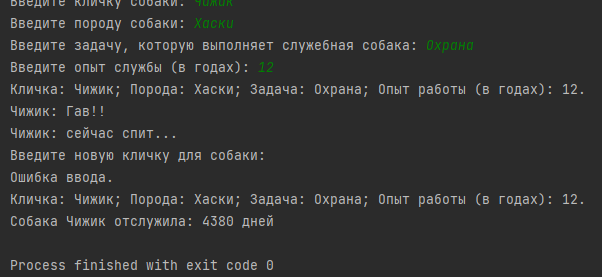 Введите кличку собаки: Чижик
Введите породу собаки: Хаски
Введите задачу, которую выполняет служебная собака: Охрана
Введите опыт службы (в годах): 12
Кличка: Чижик; Порода: Хаски; Задача: Охрана; Опыт работы (в годах): 12.
Чижик: Гав!!
Чижик: сейчас спит...
Введите новую кличку для собаки:
Ошибка ввода.
Кличка: Чижик; Порода: Хаски; Задача: Охрана; Опыт работы (в годах): 12.
Собака Чижик отслужила: 4380 дней
Process finished with exit code 0